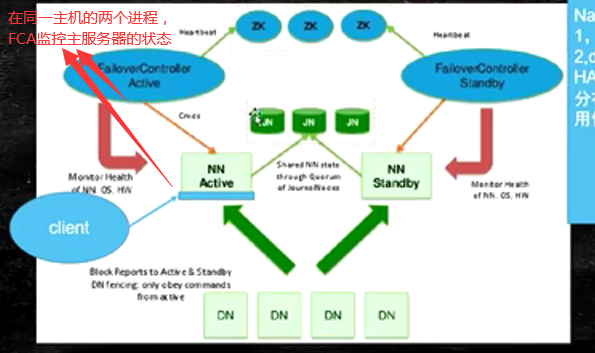 在同一主机的两个进程，
FCA监控主服务器的状态
ZK
ZK
ZK
Heartbeat
Heartbeat
FailoverController
Active
FailoverController
Standby
Cmds
JN
JN
JN
NN
Active
Shared NN state
through Quorum
of JournalNodes
NN
Standby
Monitor Health
of NN. OS, HW
Monitor Health
of NN. OS, HW
client
Block Reports to Active & Standby
DN fencing: only obey commands
from active
DN
DN
DN
DN
Na
1,
2,
HA
分
用